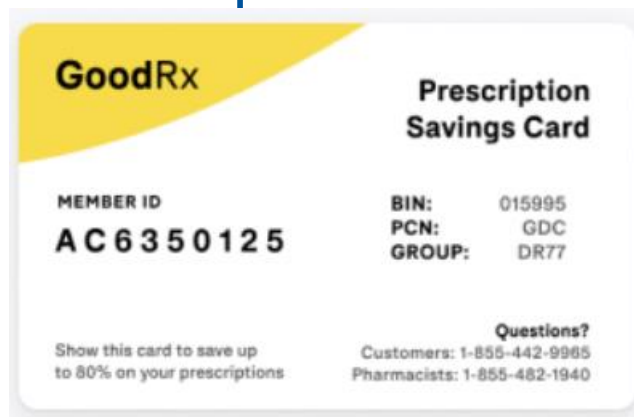 GoodRx
Prescription
Savings Card
MEMBER ID
AC6350125
BIN: 015995
PCN: GDC
GROUP: DR77
Show this card to save up
to 80% on your prescriptions
Questions?
Customers: 1-855-442-9965
Pharmacists: 1-855-482-1940